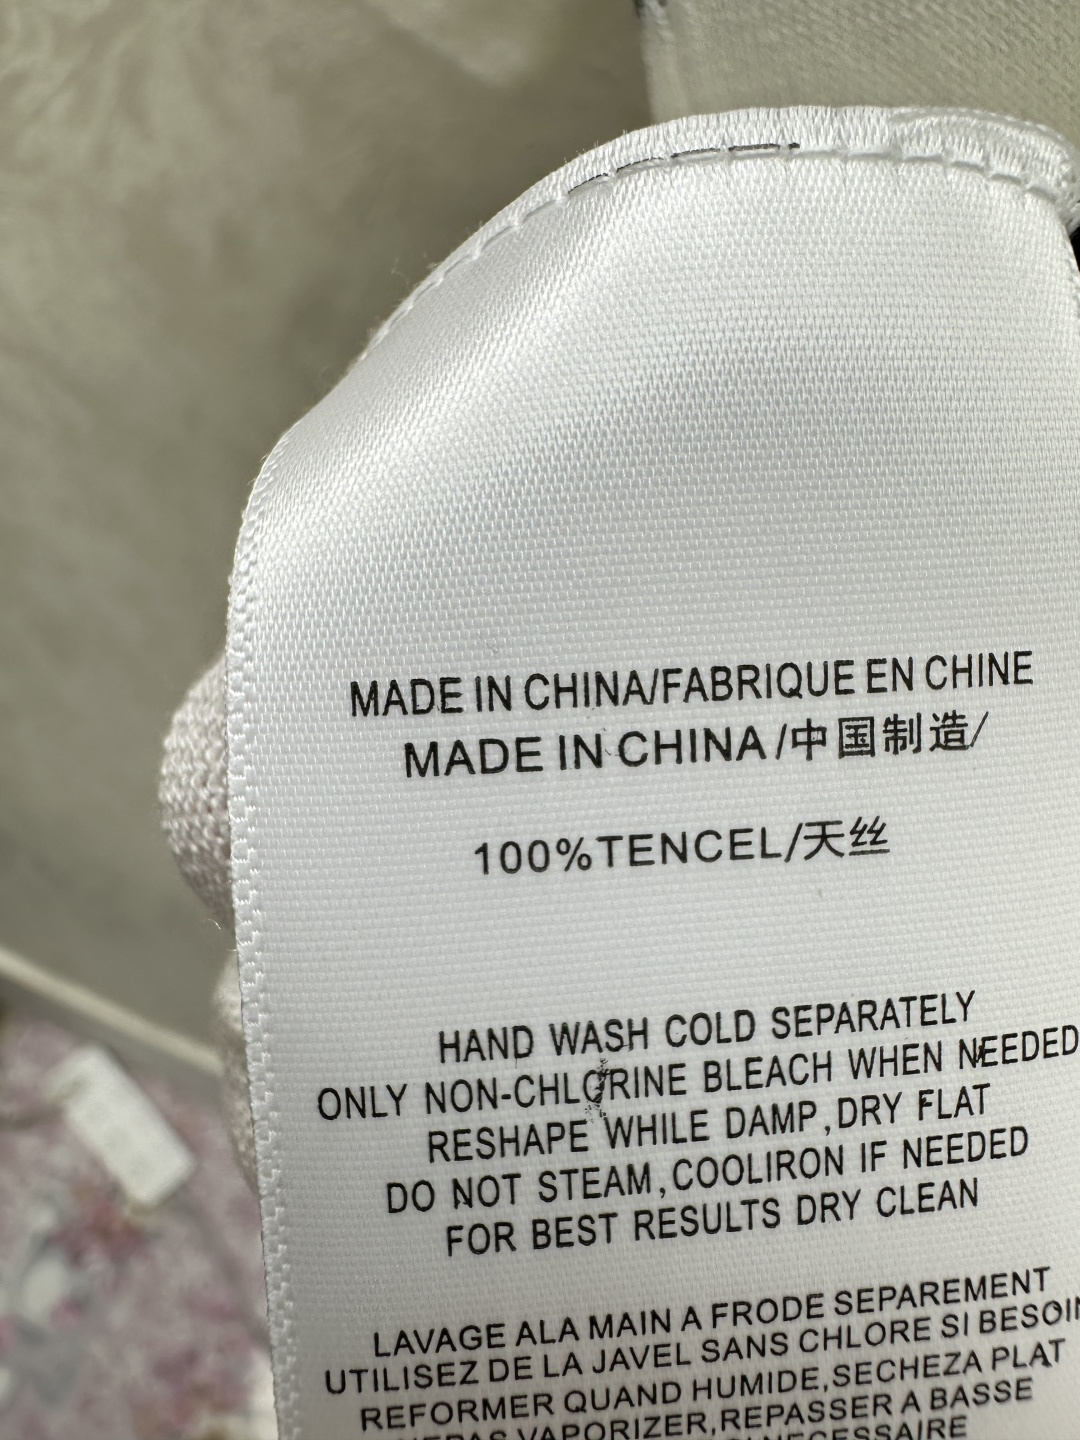 MADE IN CHINA/FABRIQUE EN CHINE
MADE IN CHINA/中国制造/
100%TENCEL/天丝
HAND WASH COLD SEPARATELY
ONLY NON-CHLORINE BLEACH WHEN NEEDED
RESHAPE WHILE DAMP,DRY FLAT
DO NOT STEAM,COOLIRON IF NEEDED
FOR BEST RESULTS DRY CLEAN
LAVAGE ALA MAIN A FRODE SEPAREMENT
UTILISEZ DE LA JAVEL SANS CHLORE SI BESOIN
REFORMER QUAND HUMIDE,SECHEZA PLAT
VAPORIZER,REPASSER A BASSE
NECESSAIRE